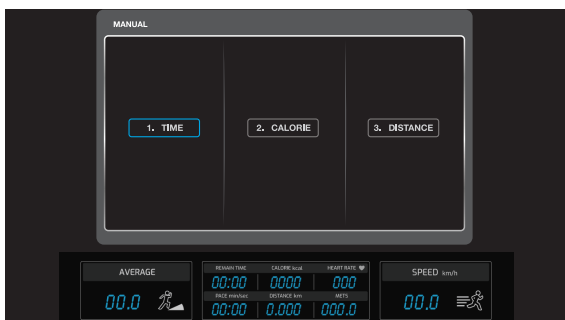 MANUAL
1. TIME
2. CALORIE
3. DISTANCE
AVERAGE
00.0
REMAIN TIME
CALORIE kcal
HEART RATE
00:00
0000
000
PACE min/sec
DISTANCE km
METS
00:00
0.000
000.0
SPEED km/h
00.0